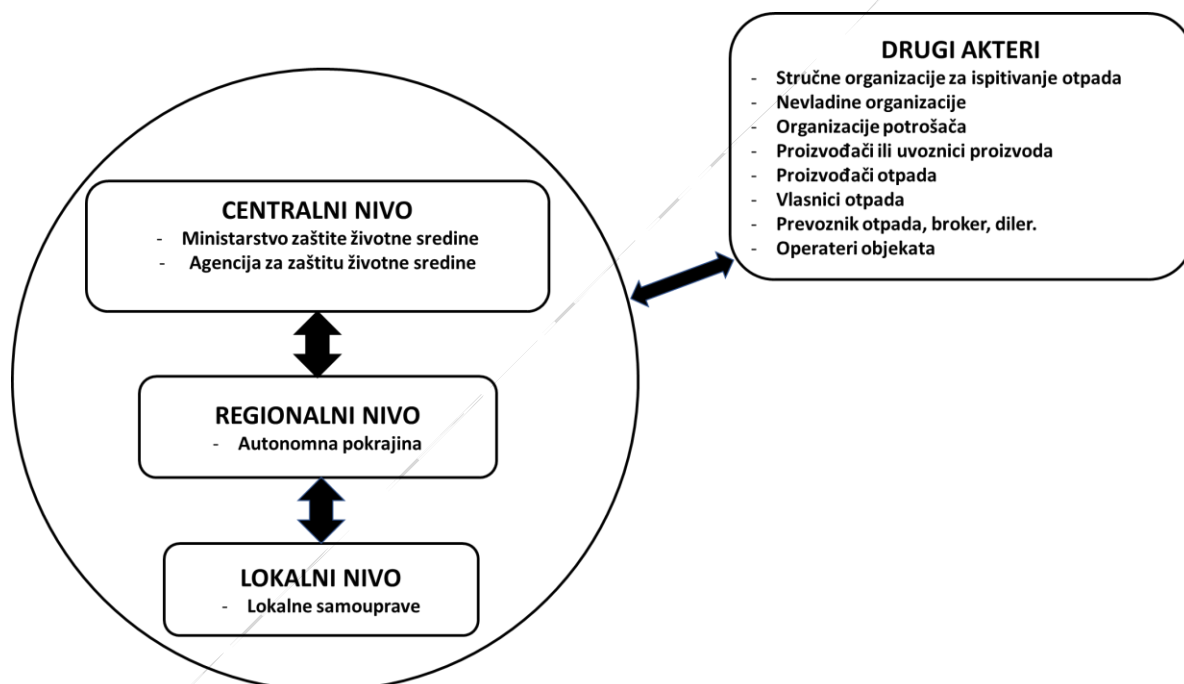 CENTRALNI NIVO
- Ministarstvo zaštite životne sredine
- Agencija za zaštitu životne sredine
REGIONALNI NIVO
- Autonomna pokrajina
LOKALNI NIVO
- Lokalne samouprave
DRUGI AKTERI
- Stručne organizacije za ispitivanje otpada
- Nevladine organizacije
- Organizacije potrošača
- Proizvođači ili uvoznici proizvoda
- Proizvođači otpada
- Vlasnici otpada
- Prevoznik otpada, broker, diler.
- Operateri objekata